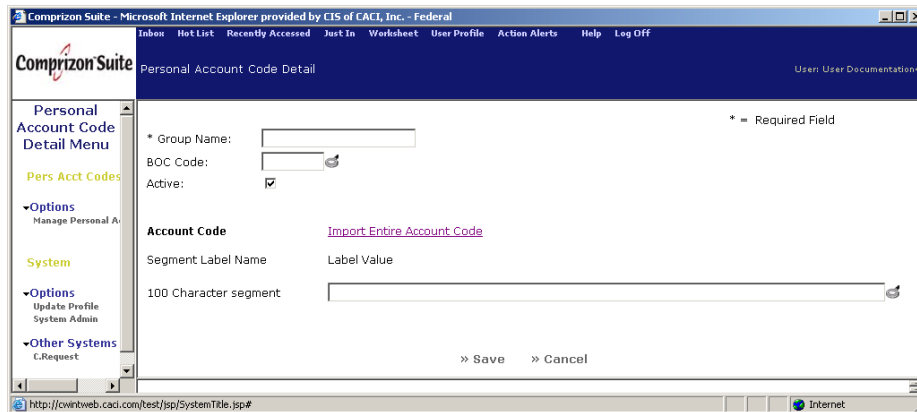 Comprizon Suite - Microsoft Internet Explorer provided by CIS of CACI, Inc. - Federal
Inbox Hot List Recently Accessed Just In Worksheet User Profile Action Alerts Help Log Off
Comprizon Suite
Personal Account Code Detail
User: User Documentation
Personal
Account Code
Detail Menu
Pers Acct Codes
Options
Manage Personal A
System
Options
Update Profile
System Admin
Other Systems
C.Request
* = Required Field
* Group Name:
BOC Code:
Active:
Account Code Import Entire Account Code
Segment Label Name Label Value
100 Character segment
» Save » Cancel
http://cwintweb.caci.com/test/jsp/SystemTitle.jsp#
Internet